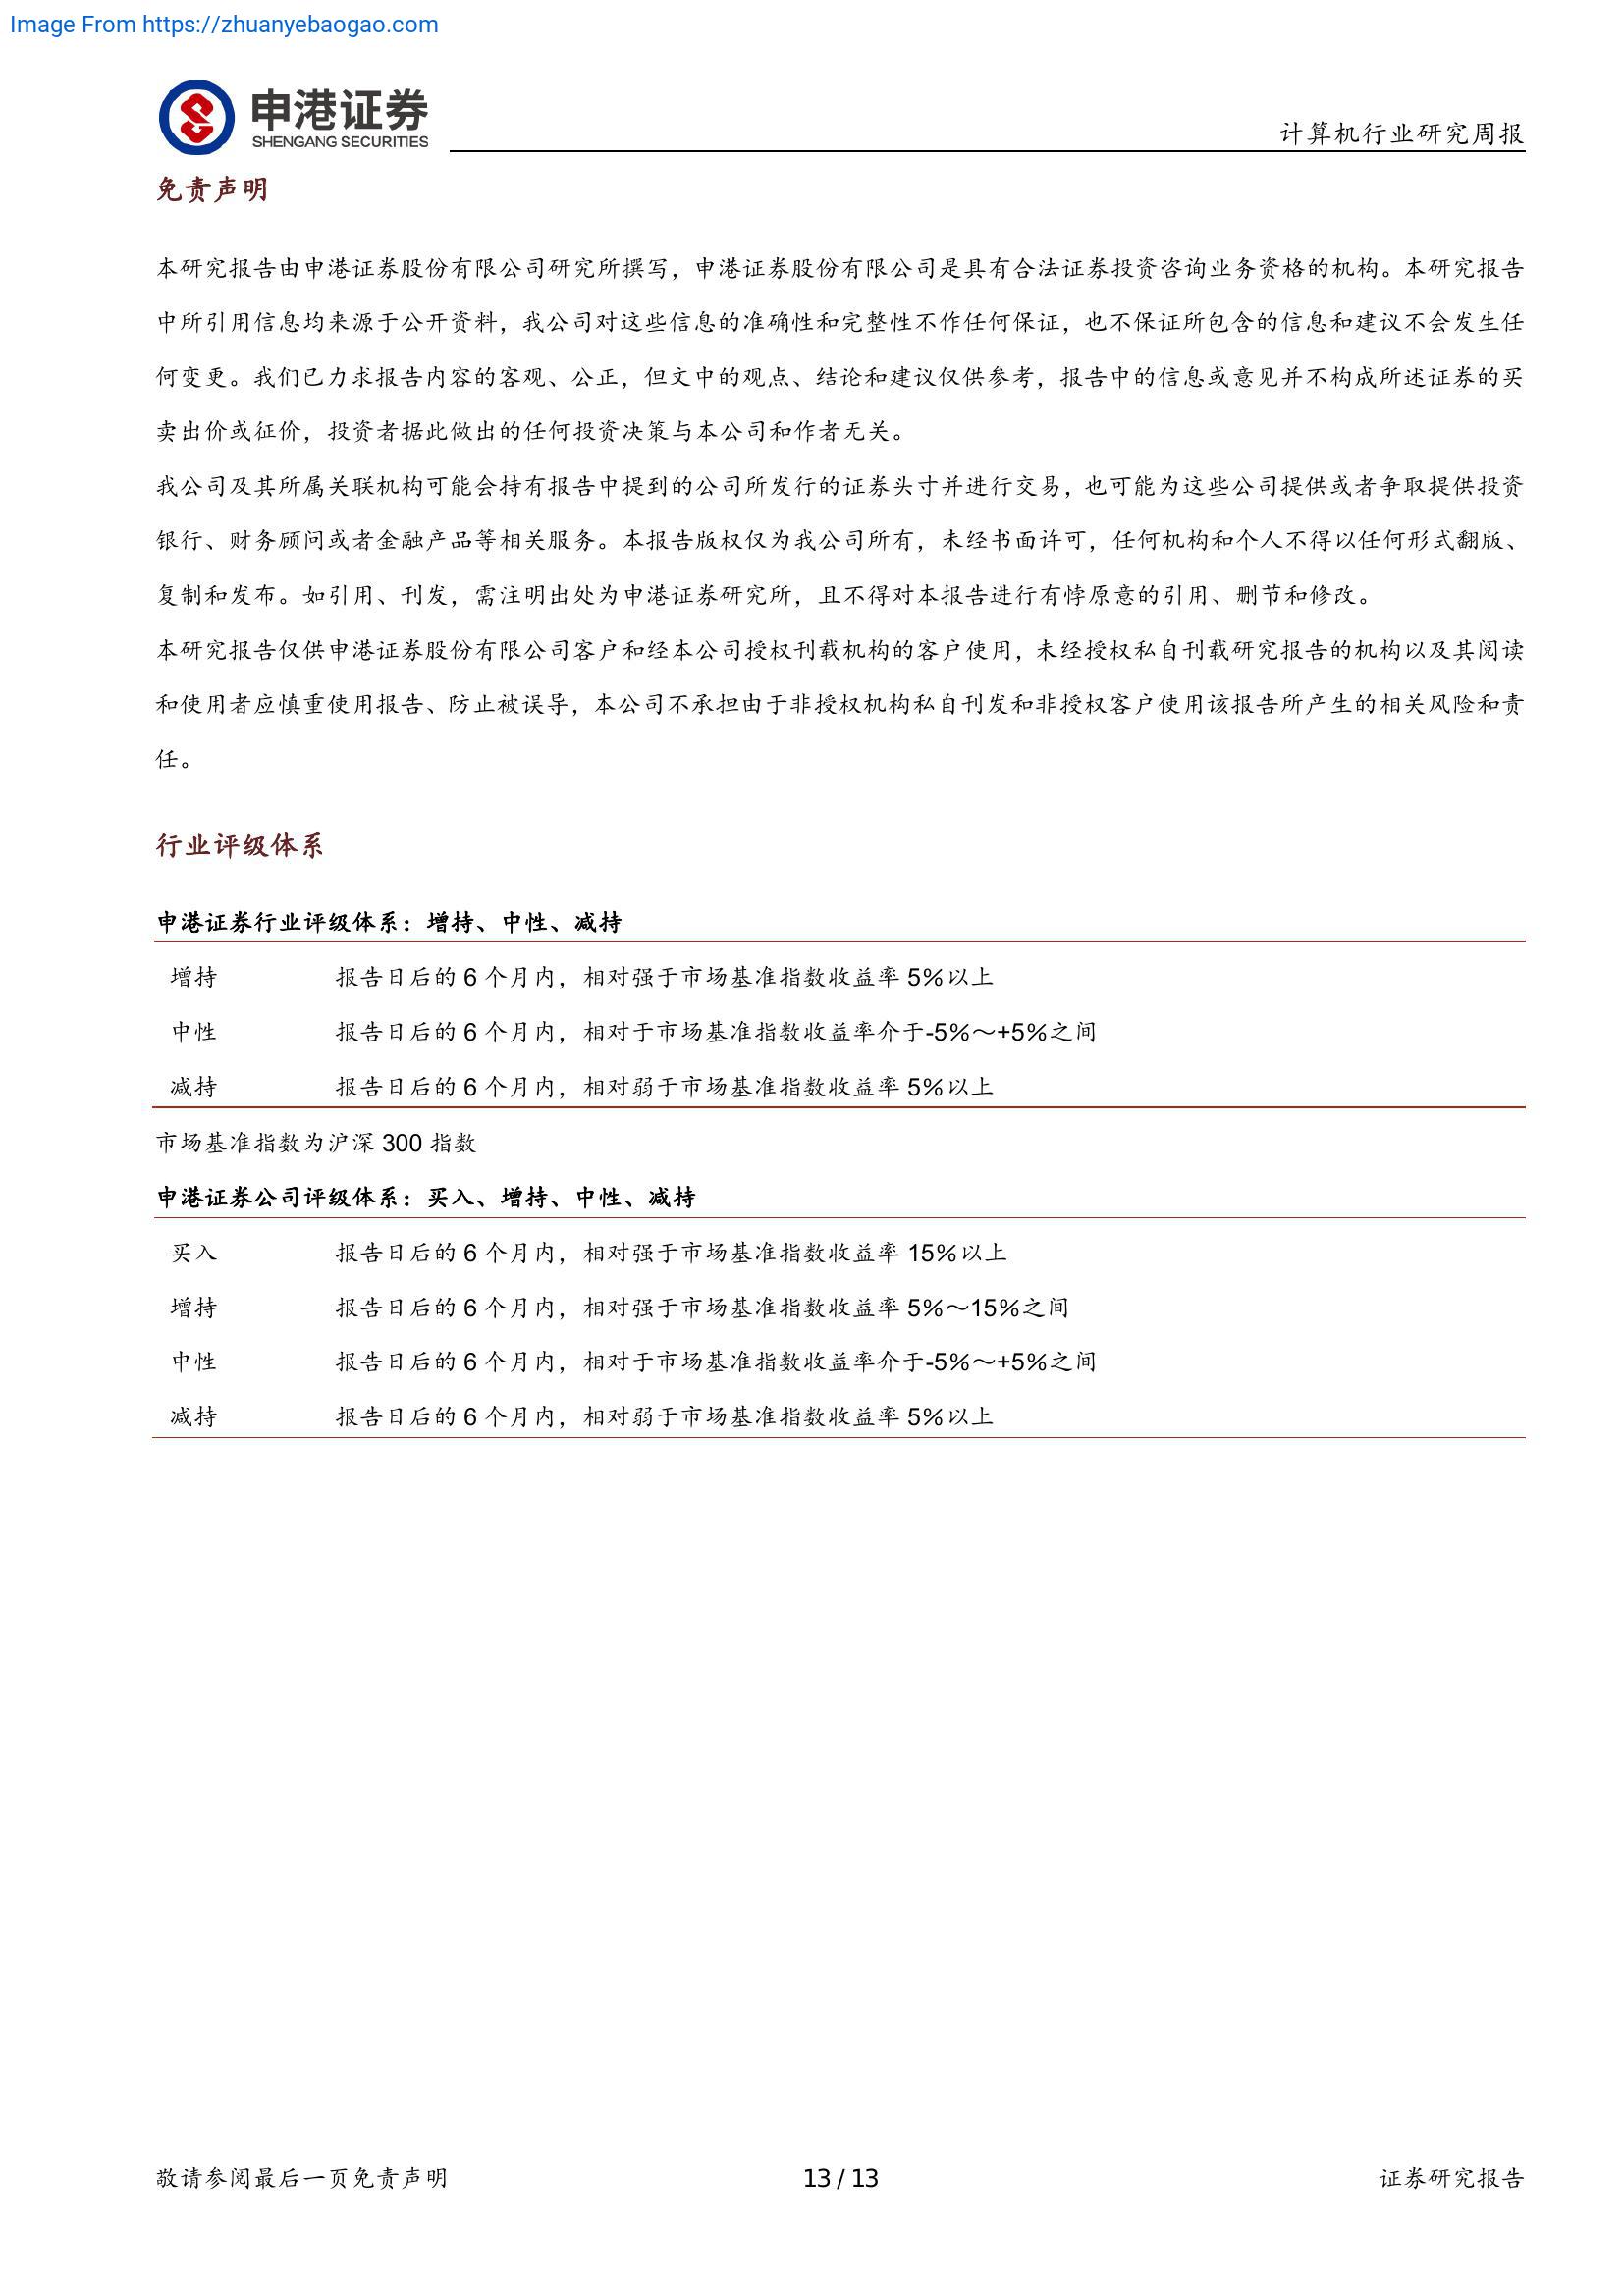 Image From https://zhuanyebaogao.com
申港证券
SHENGANG SECURITIES
计算机行业研究周报
免责声明
本研究报告由申港证券股份有限公司研究所撰写，申港证券股份有限公司是具有合法证券投资咨询业务资格的机构。本研究报告
中所引用信息均来源于公开资料，我公司对这些信息的准确性和完整性不作任何保证，也不保证所包含的信息和建议不会发生任
何变更。我们已力求报告内容的客观、公正，但文中的观点、结论和建议仅供参考，报告中的信息或意见并不构成所述证券的买
卖出价或征价，投资者据此做出的任何投资决策与本公司和作者无关。
我公司及其所属关联机构可能会持有报告中提到的公司所发行的证券头寸并进行交易，也可能为这些公司提供或者争取提供投资
银行、财务顾问或者金融产品等相关服务。本报告版权仅为我公司所有，未经书面许可，任何机构和个人不得以任何形式翻版、
复制和发布。如引用、刊发，需注明出处为申港证券研究所，且不得对本报告进行有悖原意的引用、删节和修改。
本研究报告仅供申港证券股份有限公司客户和经本公司授权刊载机构的客户使用，未经授权私自刊载研究报告的机构以及其阅读
和使用者应慎重使用报告、防止被误导，本公司不承担由于非授权机构私自刊发和非授权客户使用该报告所产生的相关风险和责
任。
行业评级体系
申港证券行业评级体系：增持、中性、减持
增持 报告日后的 6 个月内，相对强于市场基准指数收益率 5%以上
中性 报告日后的 6 个月内，相对于市场基准指数收益率介于-5%～+5%之间
减持 报告日后的 6 个月内，相对弱于市场基准指数收益率 5%以上
市场基准指数为沪深 300 指数
申港证券公司评级体系：买入、增持、中性、减持
买入 报告日后的 6 个月内，相对强于市场基准指数收益率 15%以上
增持 报告日后的 6 个月内，相对强于市场基准指数收益率 5%～15%之间
中性 报告日后的 6 个月内，相对于市场基准指数收益率介于-5%～+5%之间
减持 报告日后的 6 个月内，相对弱于市场基准指数收益率 5%以上
敬请参阅最后一页免责声明 13 / 13 证券研究报告